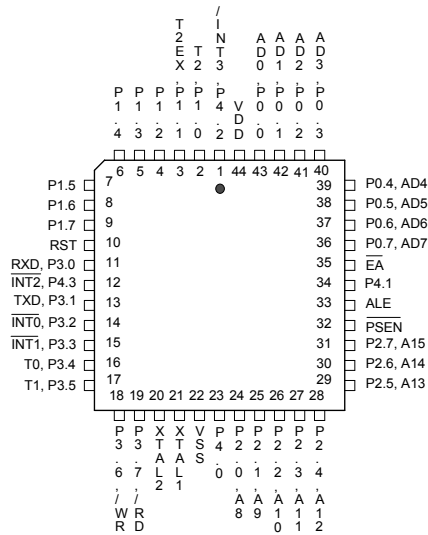 P1.4
P1.3
P1.2
T2EX,P1.1
T2,P1.0
/INT3,P4.2
VDD
AD0,P0.0
AD1,P0.1
AD2,P0.2
AD3,P0.3
6 5 4 3 2 1 44 43 42 41 40
P1.5 7
P1.6 8
P1.7 9
RST 10
RXD, P3.0 11
INT2, P4.3 12
TXD, P3.1 13
INT0, P3.2 14
INT1, P3.3 15
T0, P3.4 16
T1, P3.5 17
39 P0.4, AD4
38 P0.5, AD5
37 P0.6, AD6
36 P0.7, AD7
35 EA
34 P4.1
33 ALE
32 PSEN
31 P2.7, A15
30 P2.6, A14
29 P2.5, A13
18 19 20 21 22 23 24 25 26 27 28
P3.6,/WR
P3.7,/RD
XTAL2
XTAL1
VSS
P4.0
P2.0,A8
P2.1,A9
P2.2,A10
P2.3,A11
P2.4,A12